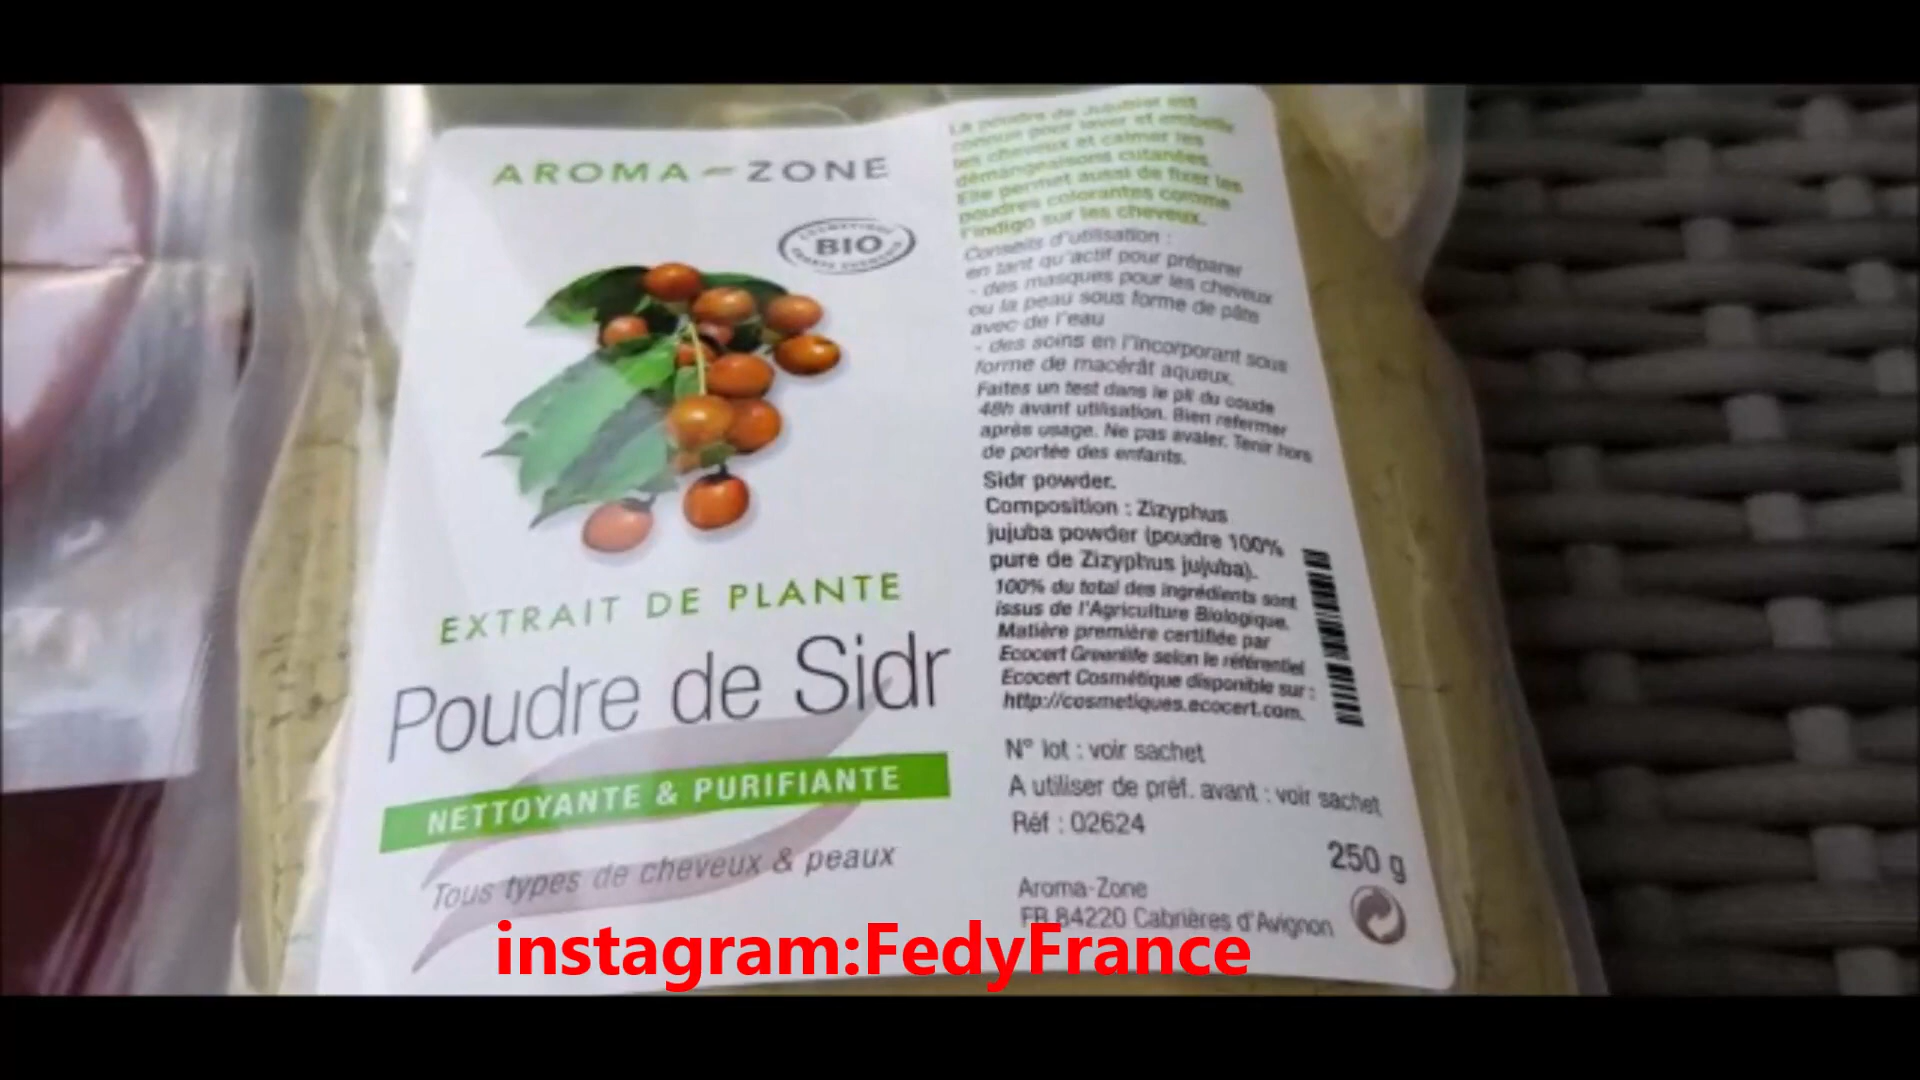 AROMA-ZONE
BIO
EXTRAIT DE PLANTE
Poudre de Sidr
NETTOYANTE & PURIFIANTE
Tous types de cheveux & peaux
La poudre de Jujubier est
connue pour laver et embellir
les cheveux et calmer les
démangeaisons cutanées.
Elle permet aussi de fixer les
poudres colorantes comme
l'indigo sur les cheveux.
Conseils d'utilisation :
en tant qu'actif pour préparer
- des masques pour les cheveux
ou la peau sous forme de pâte
avec de l'eau
- des soins en l'incorporant sous
forme de macérât aqueux.
Faites un test dans le pli du coude
48h avant utilisation. Bien refermer
après usage. Ne pas avaler. Tenir hors
de portée des enfants.
Sidr powder.
Composition : Zizyphus
jujuba powder (poudre 100%
pure de Zizyphus jujuba).
100% du total des ingrédients sont
issus de l'Agriculture Biologique.
Matière première certifiée par
Ecocert Greenlife selon le référentiel
Ecocert Cosmétique disponible sur :
http://cosmetiques.ecocert.com.
N° lot : voir sachet
A utiliser de préf. avant : voir sachet
Réf : 02624
250 g
Aroma-Zone
FR 84220 Cabrières d'Avignon
instagram:FedyFrance